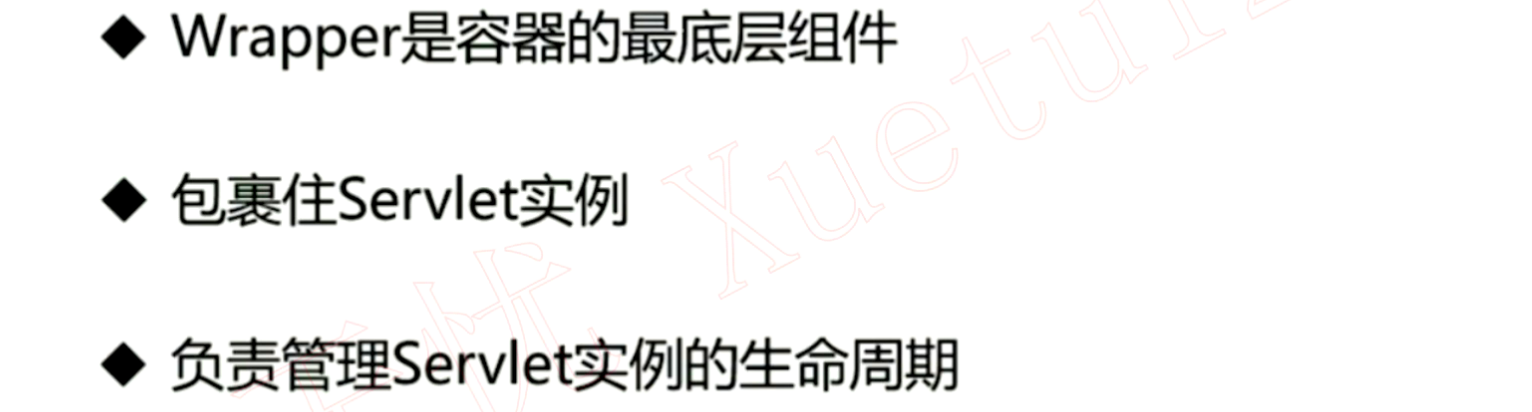 ◆ Wrapper是容器的最底层组件
◆ 包裹住Servlet实例
◆ 负责管理Servlet实例的生命周期